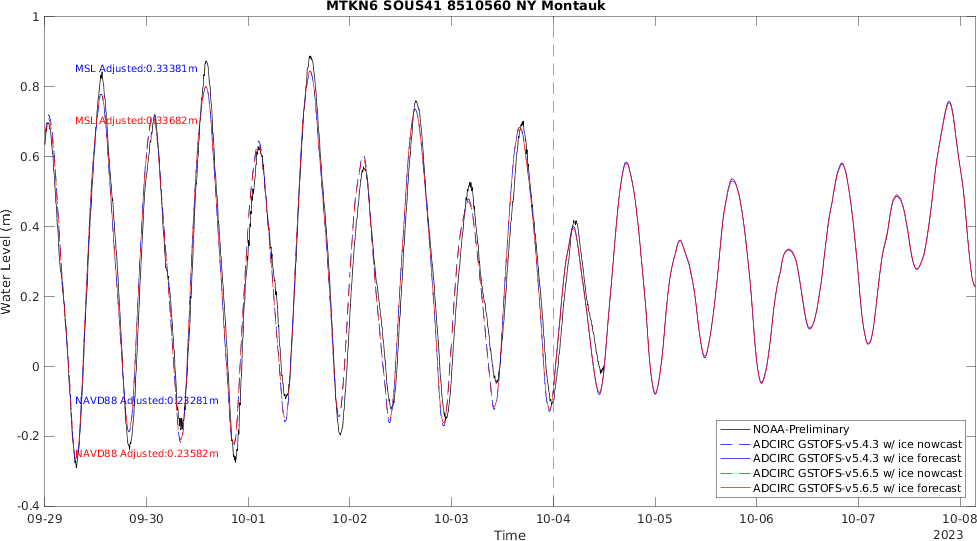 MTKN6 SOUS41 8510560 NY Montauk
1
0.8
0.6
0.4
0.2
0
-0.2
-0.4
Water Level (m)
MSL Adjusted:0.33381m
MSL Adjusted:0.33682m
NAVD88 Adjusted:0.23281m
NAVD88 Adjusted:0.23582m
NOAA-Preliminary
ADCIRC GSTOFS-v5.4.3 w/ ice nowcast
ADCIRC GSTOFS-v5.4.3 w/ ice forecast
ADCIRC GSTOFS-v5.6.5 w/ ice nowcast
ADCIRC GSTOFS-v5.6.5 w/ ice forecast
09-29 09-30 10-01 10-02 10-03 10-04 10-05 10-06 10-07 10-08
Time
2023